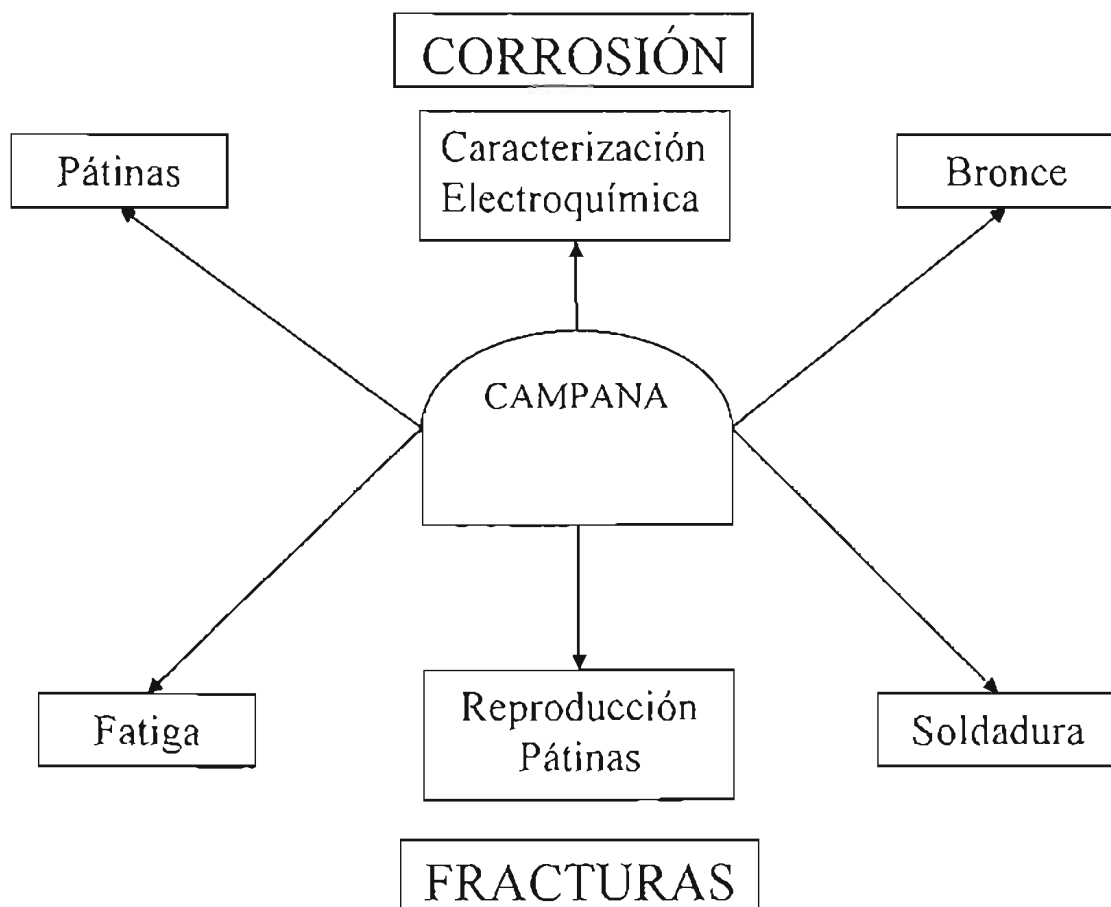 CORROSIÓN
Pátinas
Caracterización
Electroquímica
Bronce
CAMPANA
Fatiga
Reproducción
Pátinas
Soldadura
FRACTURAS